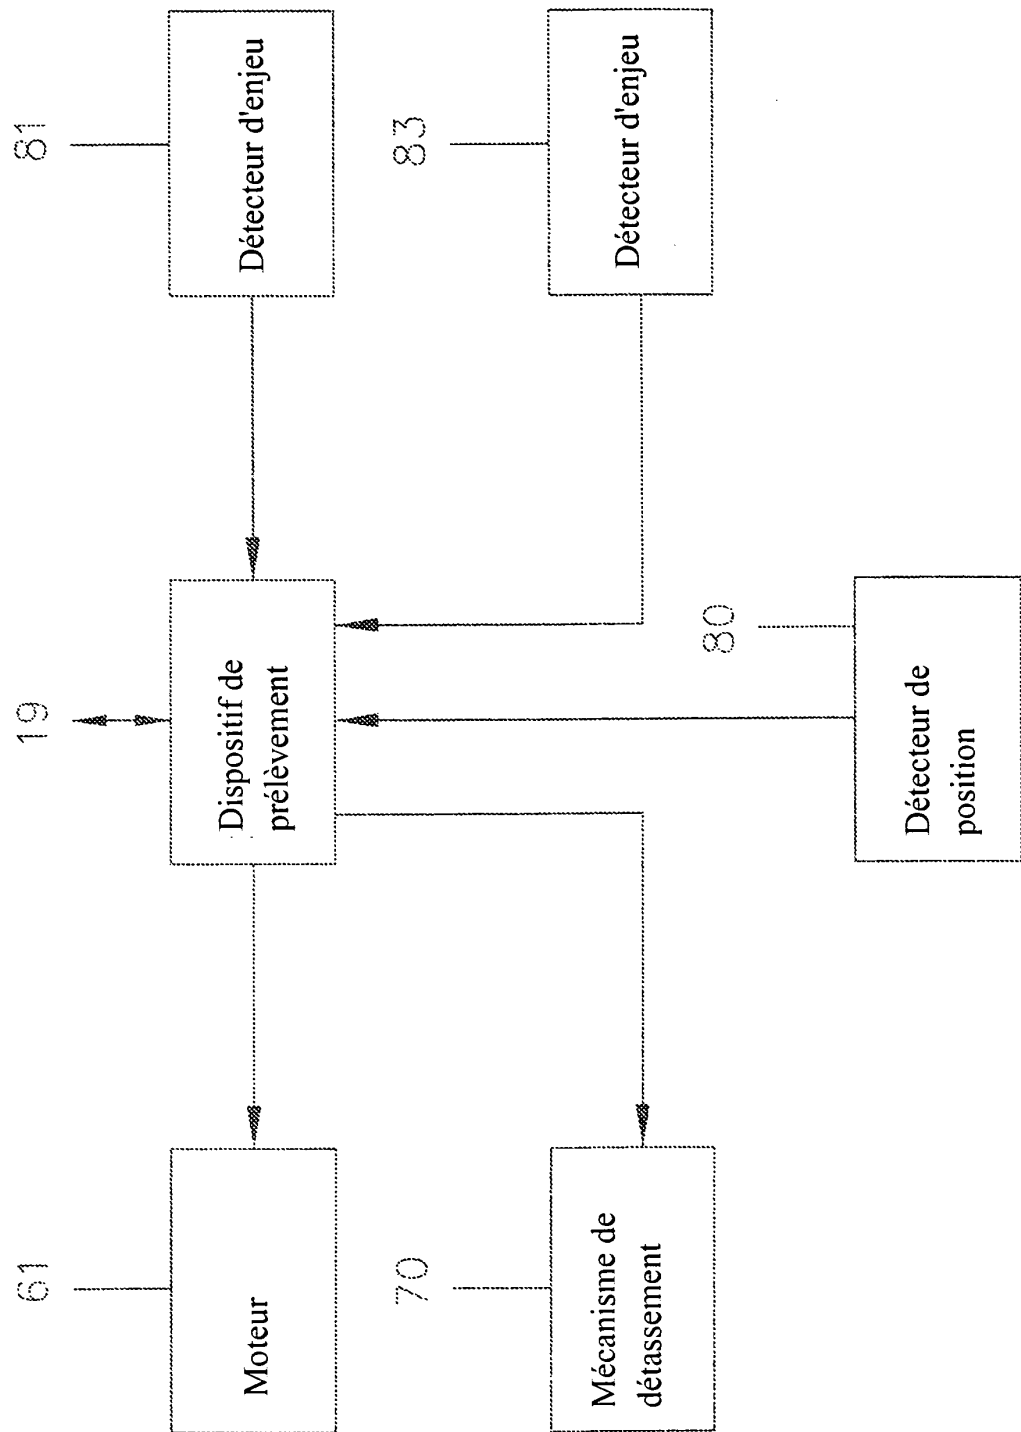 61
Moteur
19
Dispositif de
prélèvement
81
Détecteur d'enjeu
70
Mécanisme de
détassement
83
Détecteur d'enjeu
80
Détecteur de
position